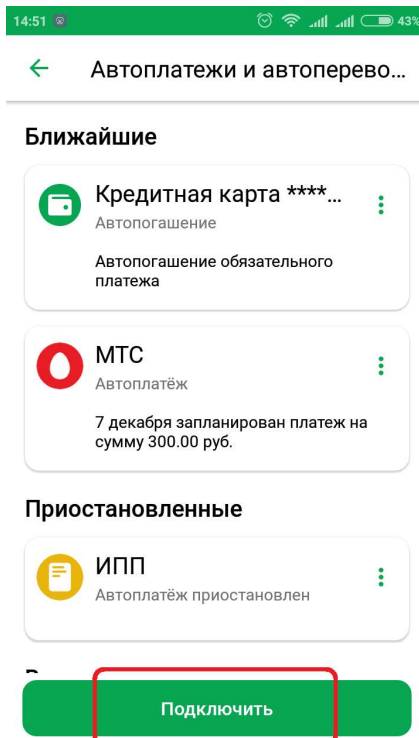 14:51 43%
Автоплатежи и автоперево...
Ближайшие
Кредитная карта ****...
Автопогашение
Автопогашение обязательного
платежа
МТС
Автоплатёж
7 декабря запланирован платеж на
сумму 300.00 руб.
Приостановленные
ИПП
Автоплатёж приостановлен
Подключить